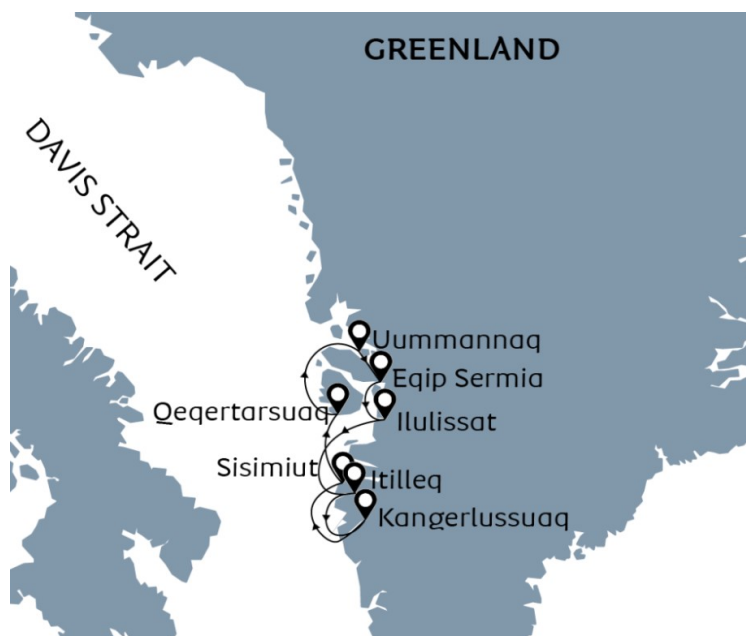 GREENLAND
DAVIS STRAIT
Uummannaq
Eqip Sermia
Qeqertarsuaq
Ilulissat
Sisimiut
Itilleq
Kangerlussuaq